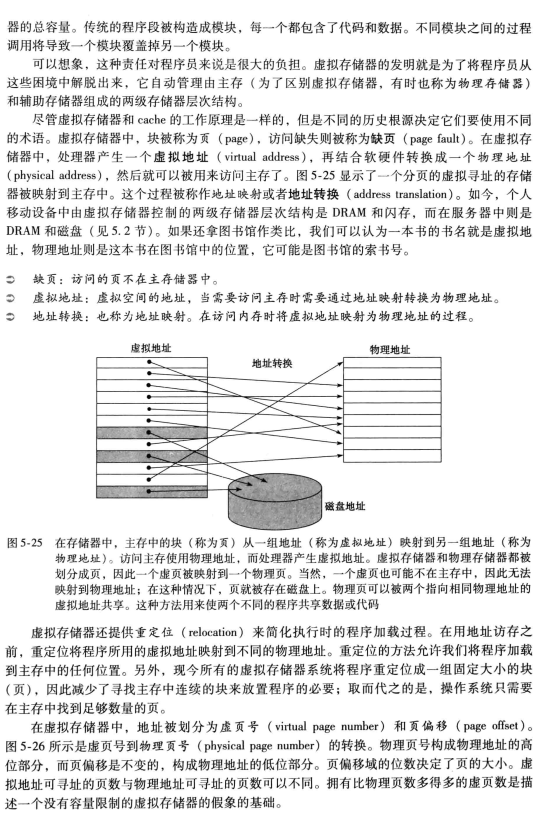 器的总容量。传统的程序段被构造成模块，每一个都包含了代码和数据。不同模块之间的过程
调用将导致一个模块覆盖掉另一个模块。
可以想象，这种责任对程序员来说是很大的负担。虚拟存储器的发明就是为了将程序员从
这些困境中解脱出来，它自动管理由主存（为了区别虚拟存储器，有时也称为物理存储器）
和辅助存储器组成的两级存储器层次结构。
尽管虚拟存储器和 cache 的工作原理是一样的，但是不同的历史根源决定它们要使用不同
的术语。虚拟存储器中，块被称为页（page），访问缺失则被称为缺页（page fault）。在虚拟存
储器中，处理器产生一个虚拟地址（virtual address），再结合软硬件转换成一个物理地址
（physical address），然后就可以被用来访问主存了。图 5-25 显示了一个分页的虚拟寻址的存储
器被映射到主存中。这个过程被称作地址映射或者地址转换（address translation）。如今，个人
移动设备中由虚拟存储器控制的两级存储器层次结构是 DRAM 和闪存，而在服务器中则是
DRAM 和磁盘（见 5.2 节）。如果还拿图书馆作类比，我们可以认为一本书的书名就是虚拟地
址，物理地址则是这本书在图书馆中的位置，它可能是图书馆的索书号。
缺页：访问的页不在主存储器中。
虚拟地址：虚拟空间的地址，当需要访问主存时需要通过地址映射转换为物理地址。
地址转换：也称为地址映射。在访问内存时将虚拟地址映射为物理地址的过程。
虚拟地址
地址转换
物理地址
磁盘地址
图 5-25 在存储器中，主存中的块（称为页）从一组地址（称为虚拟地址）映射到另一组地址（称为
物理地址）。访问主存使用物理地址，而处理器产生虚拟地址。虚拟存储器和物理存储器都被
划分成页，因此一个虚页被映射到一个物理页。当然，一个虚页也可能不在主存中，因此无法
映射到物理地址；在这种情况下，页就被存在磁盘上。物理页可以被两个指向相同物理地址的
虚拟地址共享。这种方法用来使两个不同的程序共享数据或代码
虚拟存储器还提供重定位（relocation）来简化执行时的程序加载过程。在用地址访存之
前，重定位将程序所用的虚拟地址映射到不同的物理地址。重定位的方法允许我们将程序加载
到主存中的任何位置。另外，现今所有的虚拟存储器系统将程序重定位成一组固定大小的块
（页），因此减少了寻找主存中连续的块来放置程序的必要；取而代之的是，操作系统只需要
在主存中找到足够数量的页。
在虚拟存储器中，地址被划分为虚页号（virtual page number）和页偏移（page offset）。
图 5-26 所示是虚页号到物理页号（physical page number）的转换。物理页号构成物理地址的高
位部分，而页偏移是不变的，构成物理地址的低位部分。页偏移域的位数决定了页的大小。虚
拟地址可寻址的页数与物理地址可寻址的页数可以不同。拥有比物理页数多得多的虚页数是描
述一个没有容量限制的虚拟存储器的假象的基础。